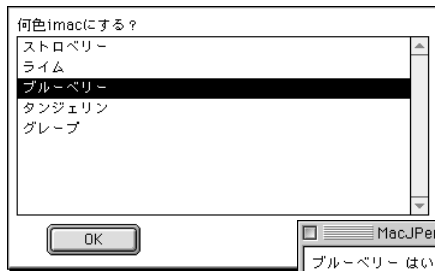 何色imacにする？
ストロベリー
ライム
ブルーベリー
タンジェリン
グレープ
OK
MacJPer
ブルーベリー はい